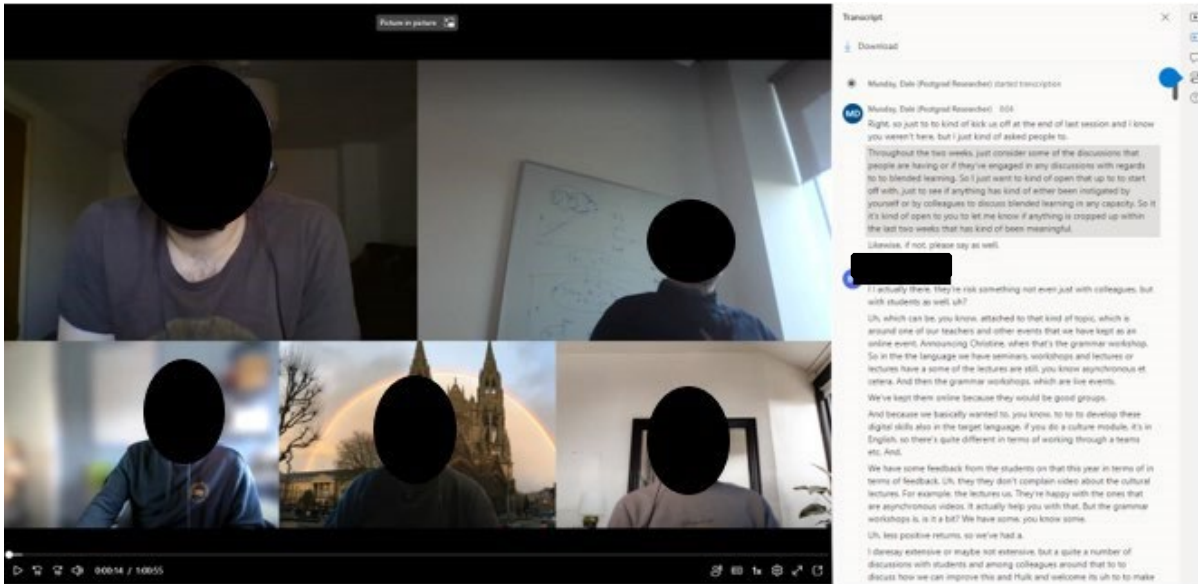 Picture in picture
0:00:14 / 1:00:55
1x
Transcript
Download
Munday, Dale (Postgrad Researcher) started transcription
MD
Munday, Dale (Postgrad Researcher) 0:04
Right, so just to to kind of kick us off at the end of last session and I know
you weren't here, but I just kind of asked people to.
Throughout the two weeks, just consider some of the discussions that
people are having or if they've engaged in any discussions with regards
to to blended learning. So I just want to kind of open that up to to start
off with, just to see if anything has kind of either been instigated by
yourself or by colleagues to discuss blended learning in any capacity. So it
it's kind of open to you to let me know if anything is cropped up within
the last two weeks that has kind of been meaningful.
Likewise, if not, please say as well.
I I actually there, they're risk something not even just with colleagues, but
with students as well, uh?
Uh, which can be, you know, attached to that kind of topic, which is
around one of our teachers and other events that we have kept as an
online event. Announcing Christine, when that's the grammar workshop.
So in the the language we have seminars, workshops and lectures or
lectures have a some of the lectures are still, you know asynchronous et
cetera. And then the grammar workshops, which are live events.
We've kept them online because they would be good groups.
And because we basically wanted to, you know, to to to develop these
digital skills also in the target language, if you do a culture module, it's in
English, so there's quite different in terms of working through a teams
etc. And.
We have some feedback from the students on that this year in terms of in
terms of feedback. Uh, they they don't complain video about the cultural
lectures. For example, the lectures us. They're happy with the ones that
are asynchronous videos. It actually help you with that. But the grammar
workshops is, is it a bit? We have some, you know some.
Uh, less positive returns, so we've had a.
I daresay extensive or maybe not extensive, but a quite a number of
discussions with students and among colleagues around that to to
discuss how we can improve this and and welcome its uh to to make